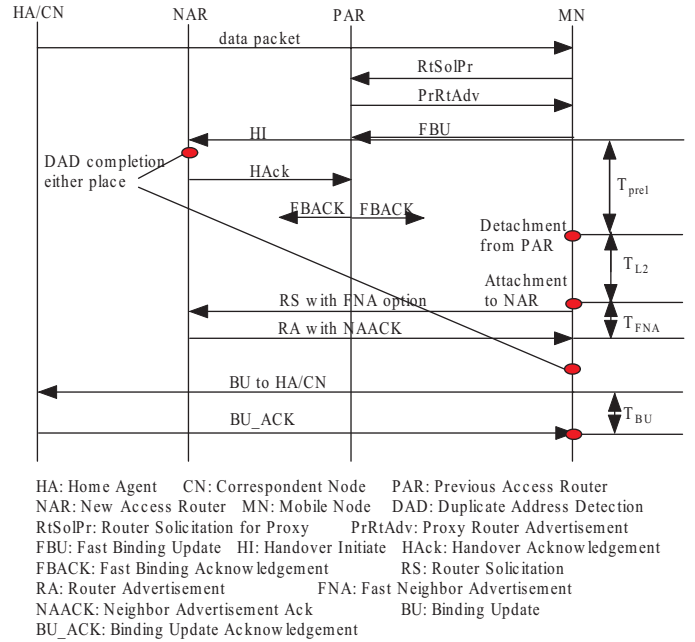 HA/CN NAR PAR MN
data packet
RtSolPr
PrRtAdv
HI FBU
DAD completion
either place
HAck
Tprel
FBACK FBACK
Detachment
from PAR
TL2
Attachment
to NAR
RS with FNA option
TFNA
RA with NAACK
BU to HA/CN
TBU
BU_ACK
HA: Home Agent CN: Correspondent Node PAR: Previous Access Router
NAR: New Access Router MN: Mobile Node DAD: Duplicate Address Detection
RtSolPr: Router Solicitation for Proxy PrRtAdv: Proxy Router Advertisement
FBU: Fast Binding Update HI: Handover Initiate HAck: Handover Acknowledgement
FBACK: Fast Binding Acknowledgement RS: Router Solicitation
RA: Router Advertisement FNA: Fast Neighbor Advertisement
NAACK: Neighbor Advertisement Ack BU: Binding Update
BU_ACK: Binding Update Acknowledgement